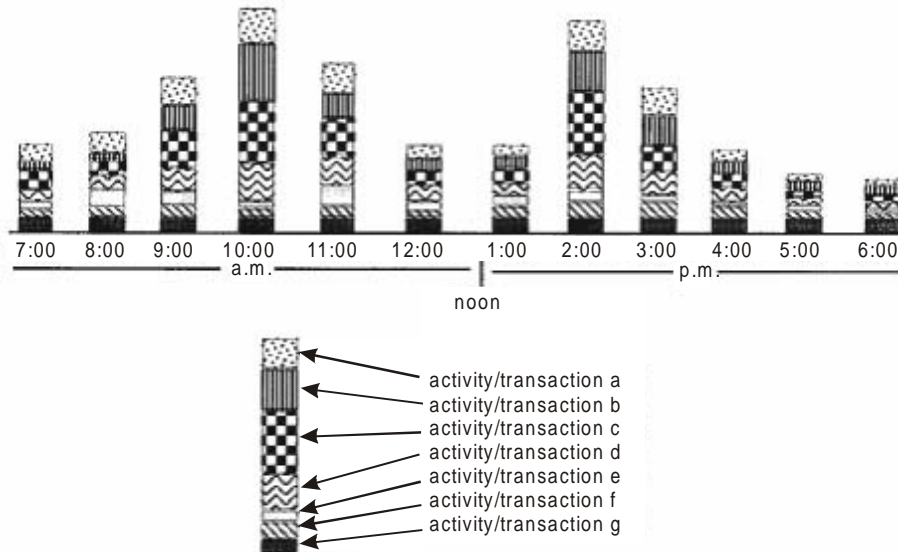 7:00 8:00 9:00 10:00 11:00 12:00 1:00 2:00 3:00 4:00 5:00 6:00
a.m. p.m.
noon
activity/transaction a
activity/transaction b
activity/transaction c
activity/transaction d
activity/transaction e
activity/transaction f
activity/transaction g